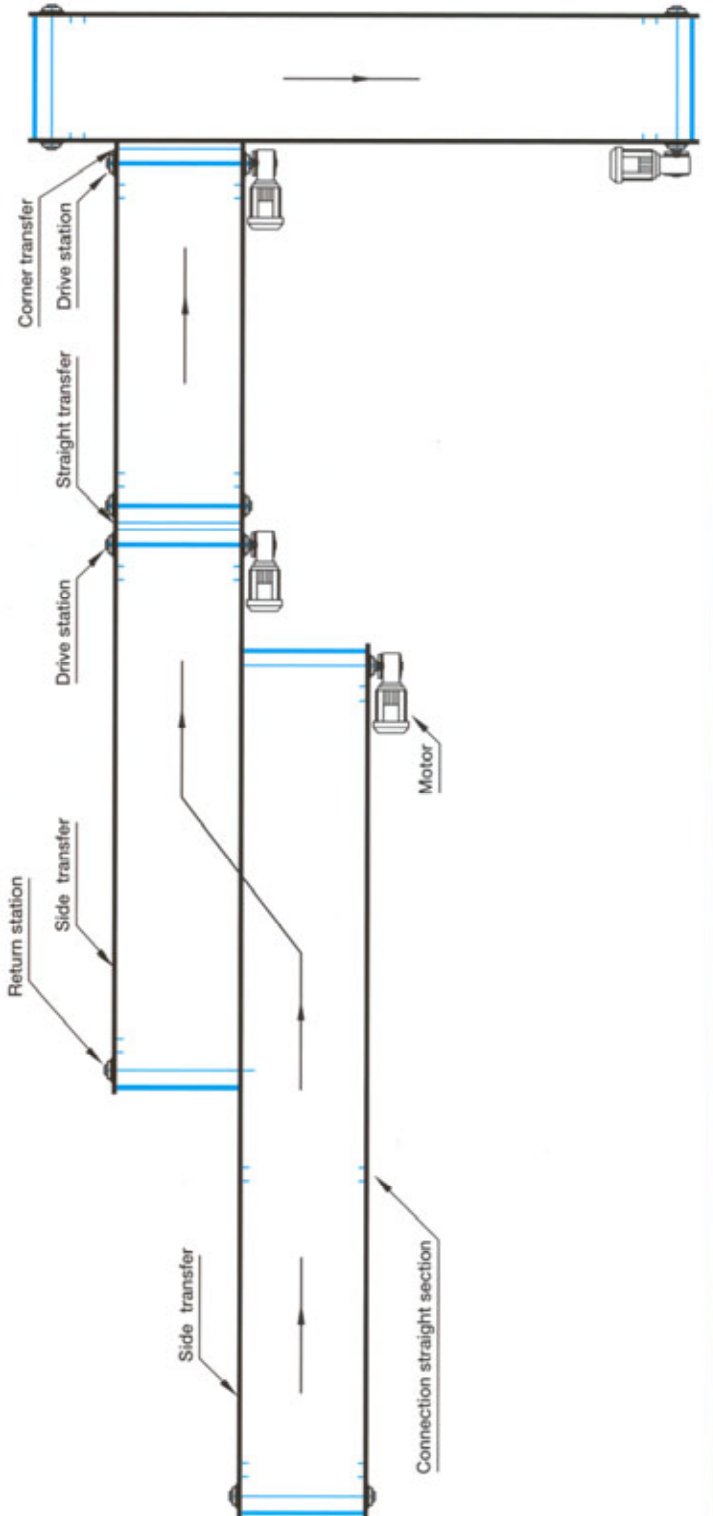 Corner transfer
Drive station
Straight transfer
Drive station
Return station
Side transfer
Motor
Side transfer
Connection straight section